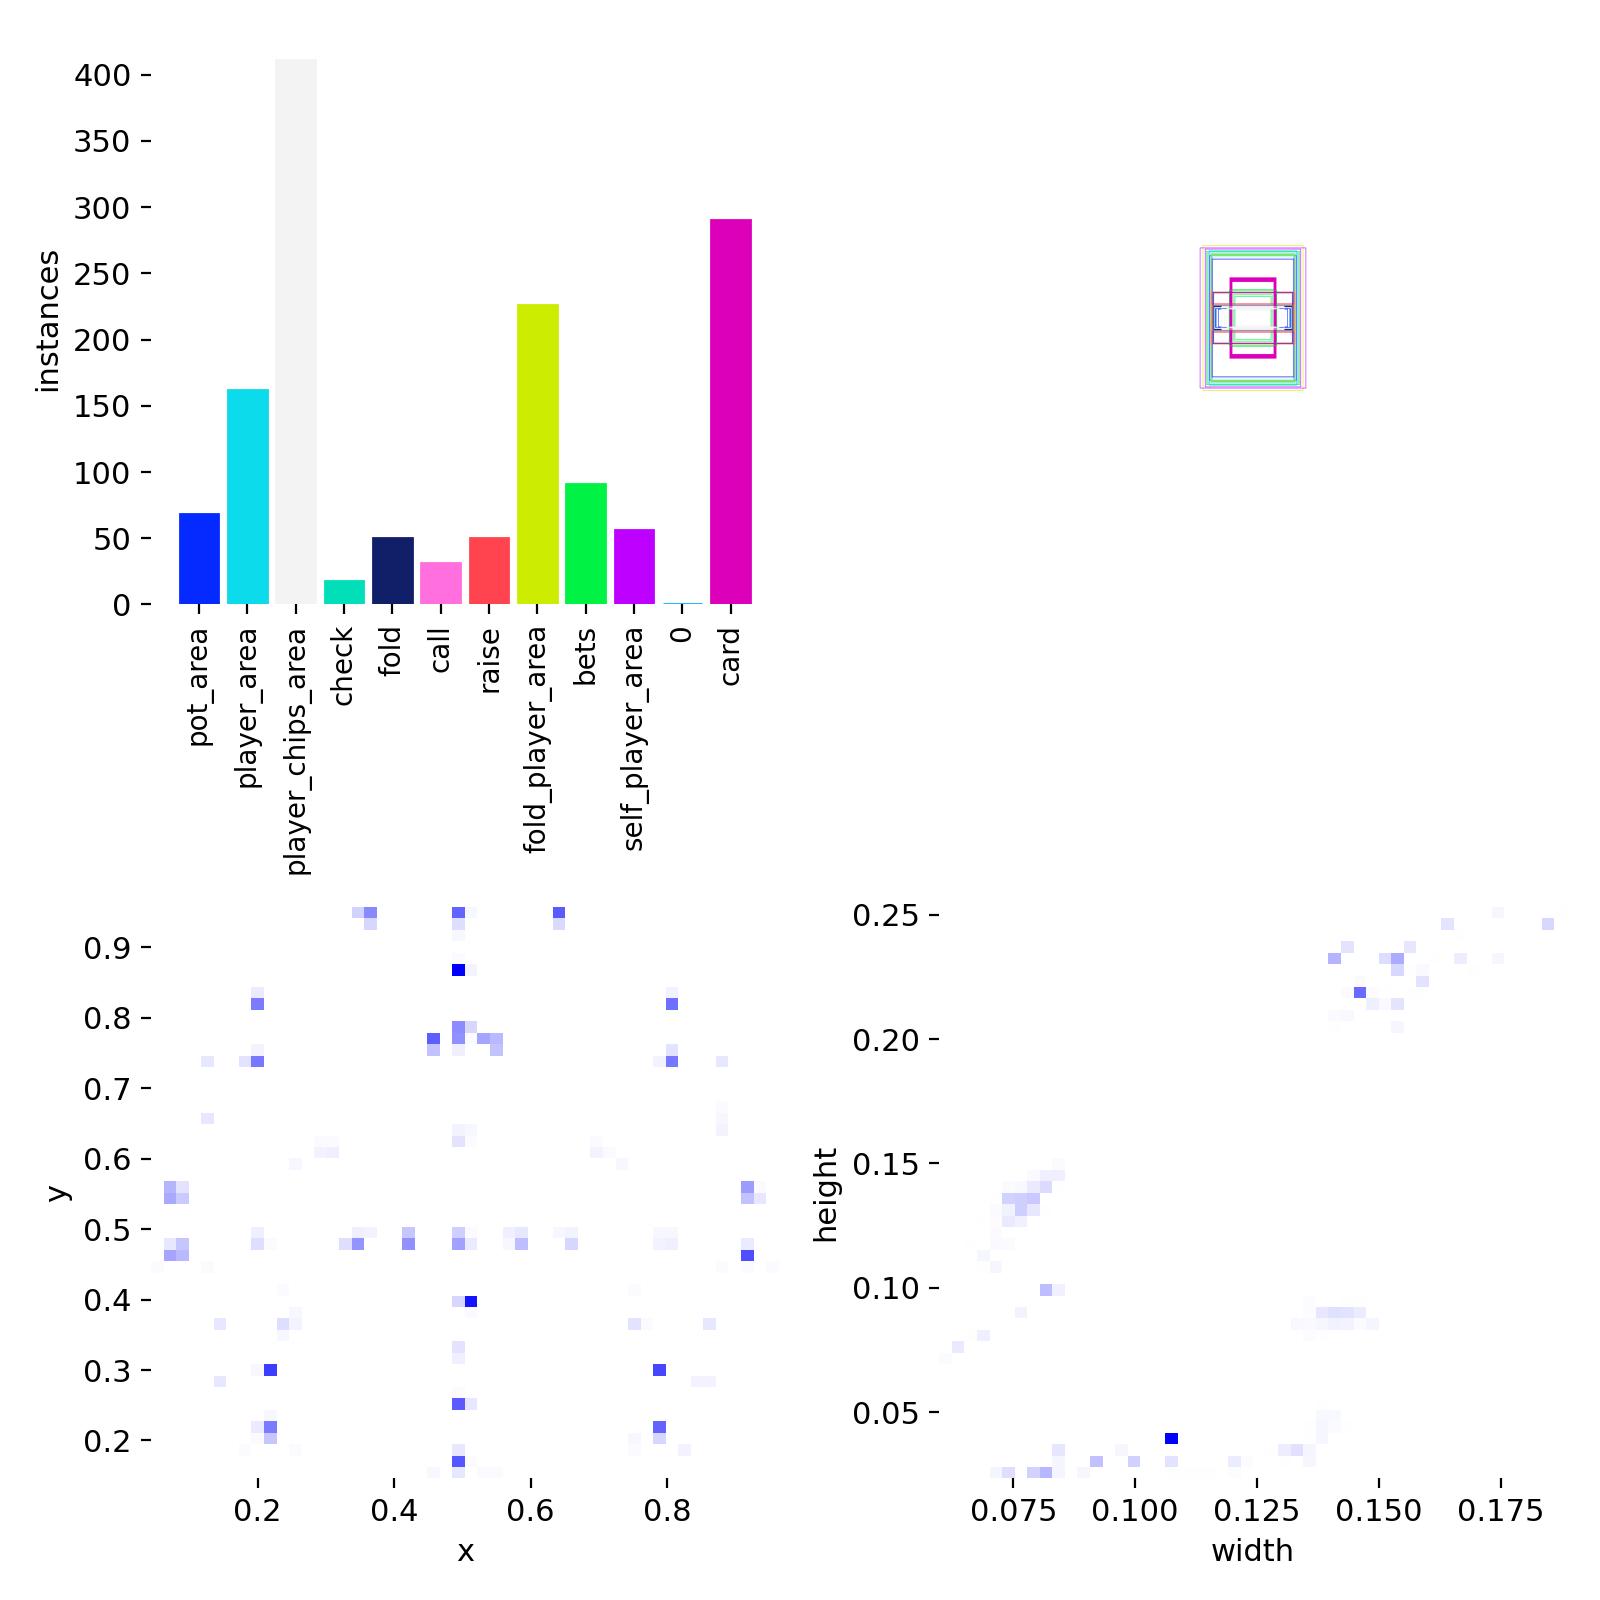 400
350
300
250
200
150
100
50
0
instances
pot_area
player_area
player_chips_area
check
fold
call
raise
fold_player_area
bets
self_player_area
0
card
0.9
0.8
0.7
0.6
0.5
0.4
0.3
0.2
y
0.2 0.4 0.6 0.8
x
0.25
0.20
0.15
0.10
0.05
height
0.075 0.100 0.125 0.150 0.175
width